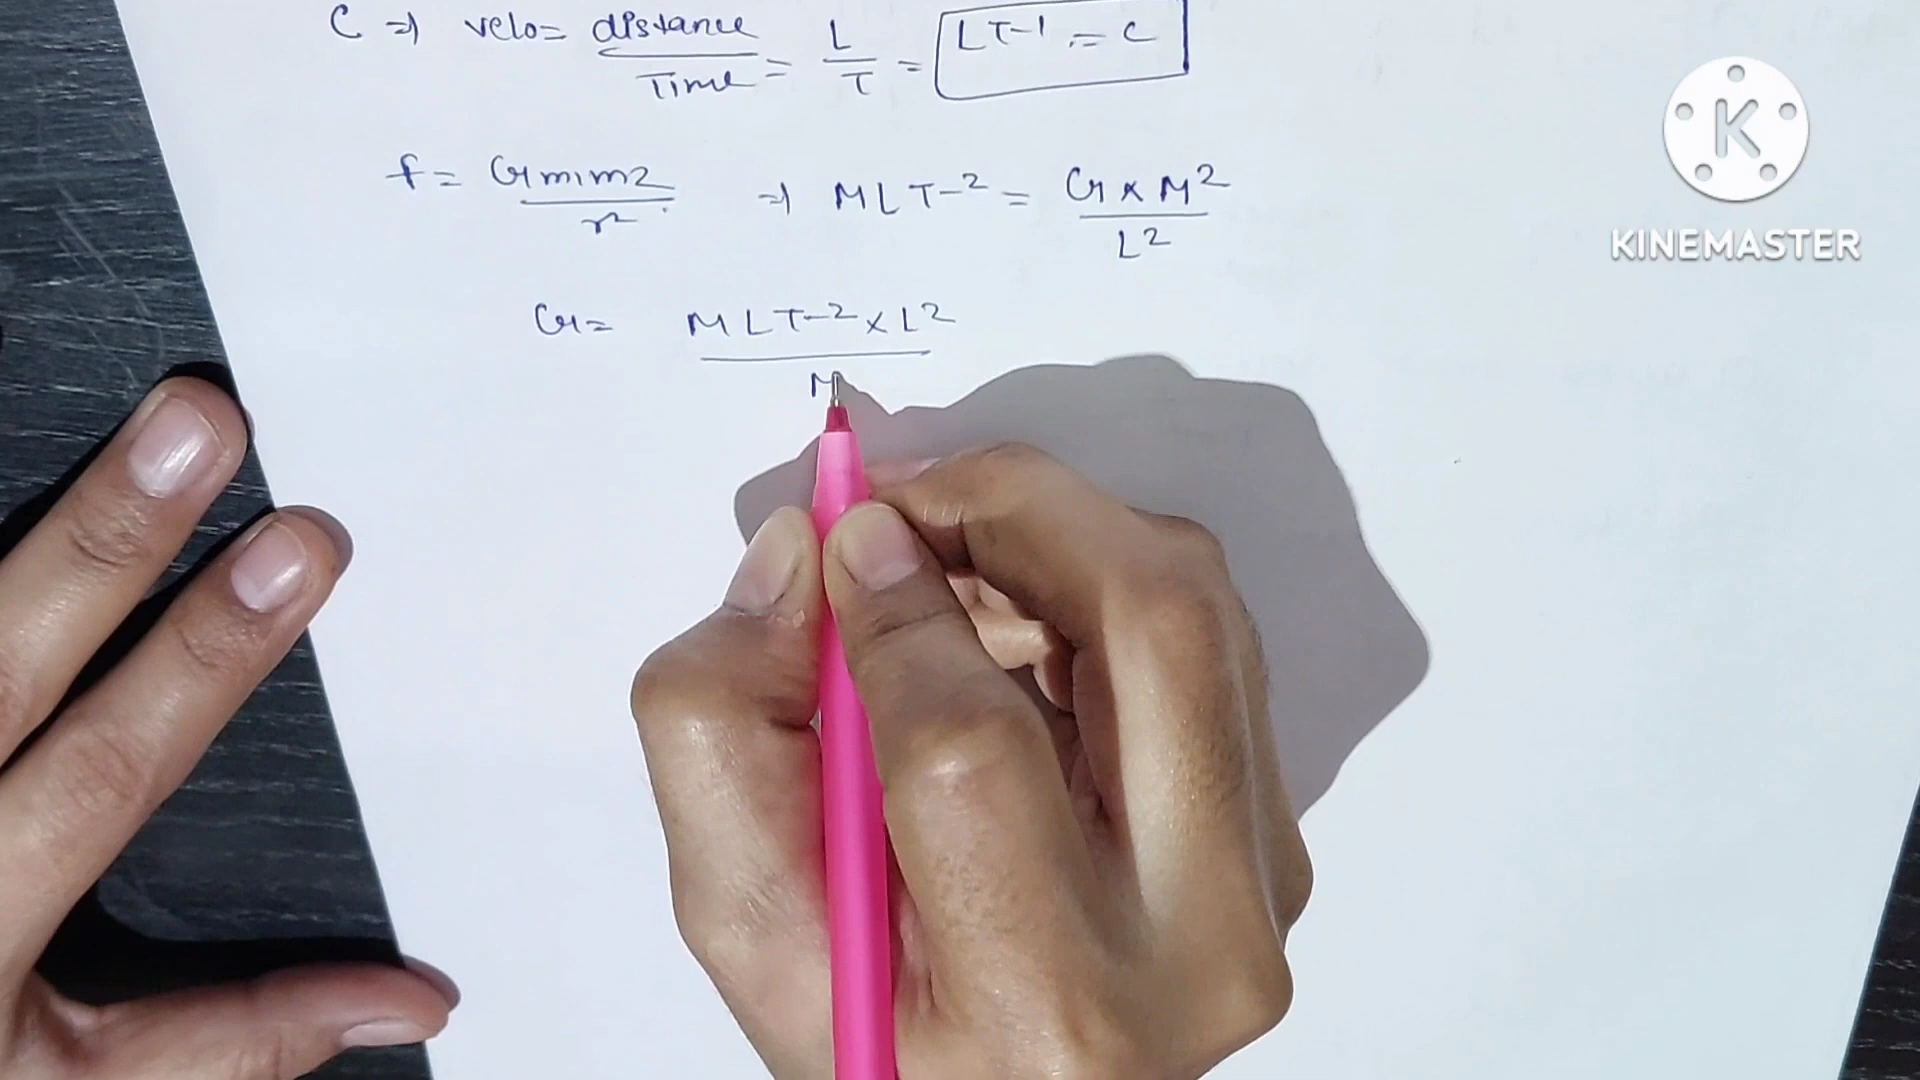 C ⇒ velo = distance / Time = L / T = LT-1 = C
f = Gm1m2 / r² ⇒ MLT-2 = G × M² / L²
G = MLT-2 × L² / M
K
KINEMASTER